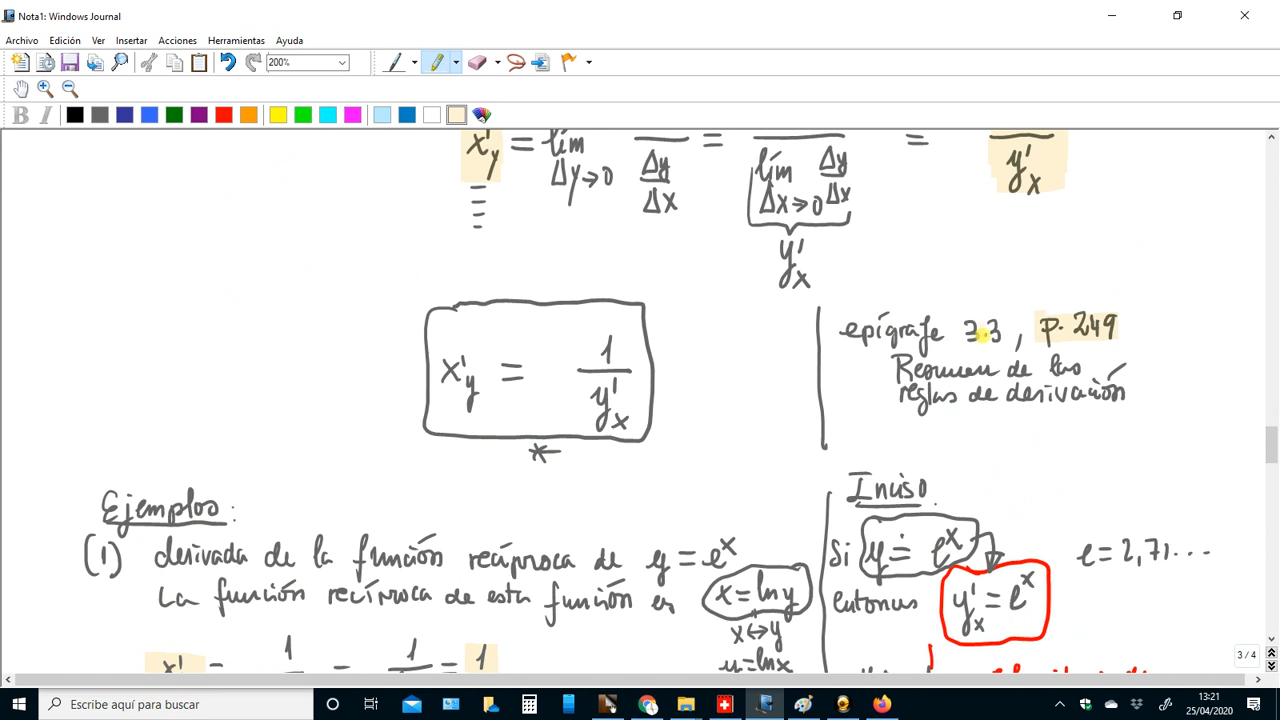 Nota1: Windows Journal
Archivo Edición Ver Insertar Acciones Herramientas Ayuda
200%
B I
x'y = lím Δy→0 Δy/Δx = lím Δx→0 Δy/Δx = y'x
y'x
x'y = 1/y'x
*
epígrafe 3.3, p. 249
Resumen de las
reglas de derivación
Ejemplos:
(1) derivada de la función recíproca de y = e^x
La función recíproca de esta función es x = ln y
x↔y
y = ln x
x' = 1 = 1 = 1
Inciso.
Si y = e^x
e = 2,71...
entonces y'x = e^x
3 / 4
Escribe aquí para buscar
13:21
25/04/2020